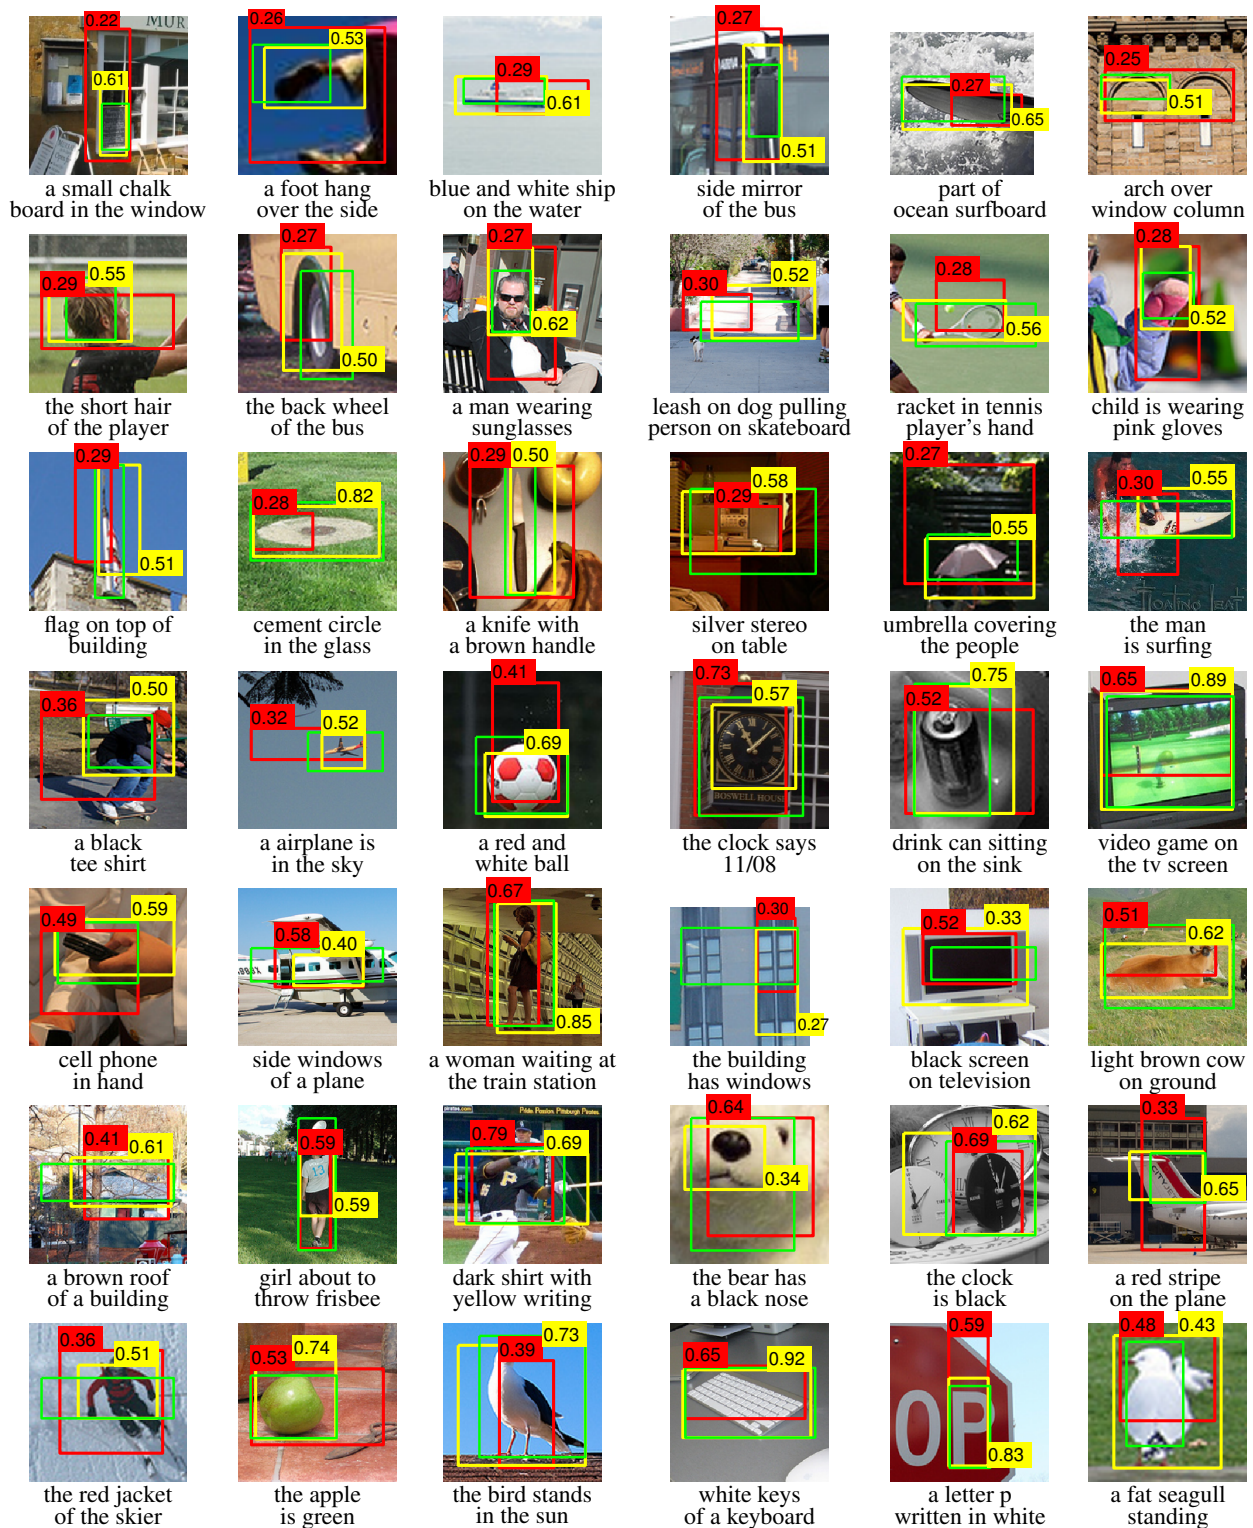 0.22
MUR
0.61
a small chalk
board in the window
0.26
0.53
a foot hang
over the side
0.29
0.61
blue and white ship
on the water
0.27
4
0.51
side mirror
of the bus
0.27
0.65
part of
ocean surfboard
0.25
0.51
arch over
window column
0.55
0.29
the short hair
of the player
0.27
0.50
the back wheel
of the bus
0.27
0.62
a man wearing
sunglasses
0.52
0.30
leash on dog pulling
person on skateboard
0.28
0.56
racket in tennis
player's hand
0.28
0.52
child is wearing
pink gloves
0.29
0.51
flag on top of
building
0.82
0.28
cement circle
in the glass
0.29 0.50
a knife with
a brown handle
0.58
0.29
silver stereo
on table
0.27
0.55
umbrella covering
the people
0.55
0.30
the man
is surfing
0.50
0.36
a black
tee shirt
0.32
0.52
a airplane is
in the sky
0.41
0.69
a red and
white ball
0.73
0.57
BOSWELL HOUSE
the clock says
11/08
0.75
0.52
drink can sitting
on the sink
0.65
0.89
video game on
the tv screen
0.59
0.49
cell phone
in hand
0.58
0.40
side windows
of a plane
0.67
0.85
a woman waiting at
the train station
0.30
0.27
the building
has windows
0.52
0.33
black screen
on television
0.51
0.62
light brown cow
on ground
0.41
0.61
a brown roof
of a building
0.59
0.59
girl about to
throw frisbee
pirates.com
Pride. Passion. Pittsburgh Pirates.
0.79
0.69
P
dark shirt with
yellow writing
0.64
0.34
the bear has
a black nose
0.62
0.69
the clock
is black
0.33
0.65
a red stripe
on the plane
0.36
0.51
the red jacket
of the skier
0.74
0.53
the apple
is green
0.73
0.39
the bird stands
in the sun
0.65
0.92
white keys
of a keyboard
0.59
OP
0.83
a letter p
written in white
0.48
0.43
a fat seagull
standing